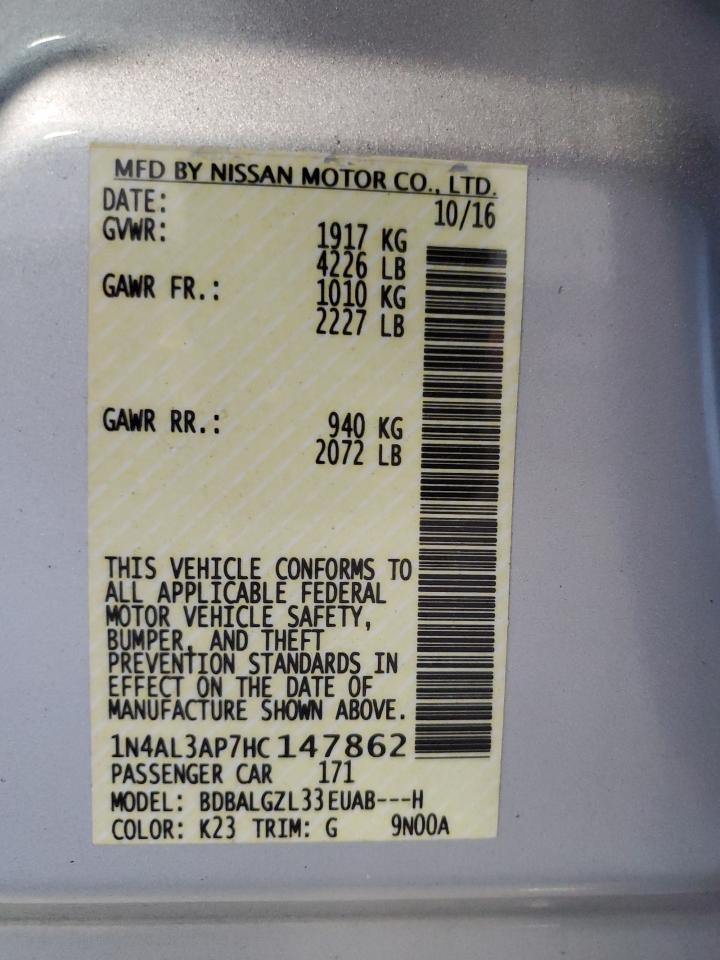 MFD BY NISSAN MOTOR CO., LTD.
DATE: 10/16
GVWR: 1917 KG
4226 LB
GAWR FR.: 1010 KG
2227 LB
GAWR RR.: 940 KG
2072 LB
THIS VEHICLE CONFORMS TO
ALL APPLICABLE FEDERAL
MOTOR VEHICLE SAFETY,
BUMPER, AND THEFT
PREVENTION STANDARDS IN
EFFECT ON THE DATE OF
MANUFACTURE SHOWN ABOVE.
1N4AL3AP7HC147862
PASSENGER CAR 171
MODEL: BDBALGZL33EUAB---H
COLOR: K23 TRIM: G 9N00A